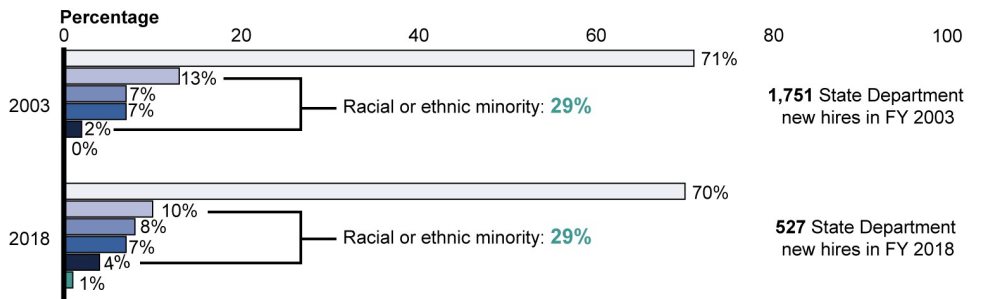 Percentage
0 20 40 60 80 100
71%
13%
7%
2003
7%
Racial or ethnic minority: 29%
1,751 State Department
new hires in FY 2003
2%
0%
70%
10%
8%
2018
7%
Racial or ethnic minority: 29%
527 State Department
new hires in FY 2018
4%
1%